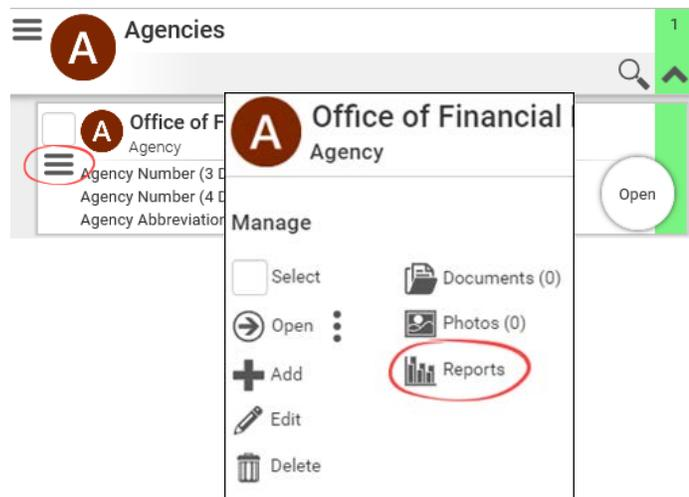 A
Agencies
1
A
Office of F
Agency
Agency Number (3 D
Agency Number (4 D
Agency Abbreviation
Open
A
Office of Financial
Agency
Manage
Select
Documents (0)
Open
Photos (0)
Add
Reports
Edit
Delete